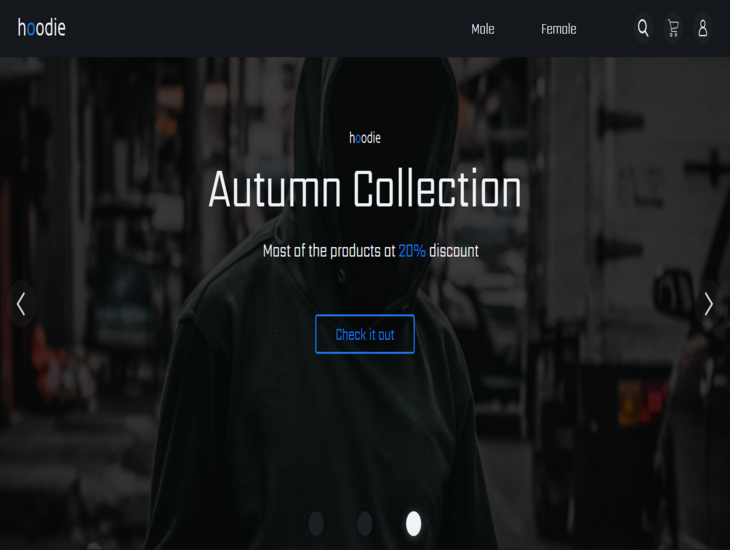 hoodie
Male
Female
hoodie
Autumn Collection
Most of the products at 20% discount
Check it out